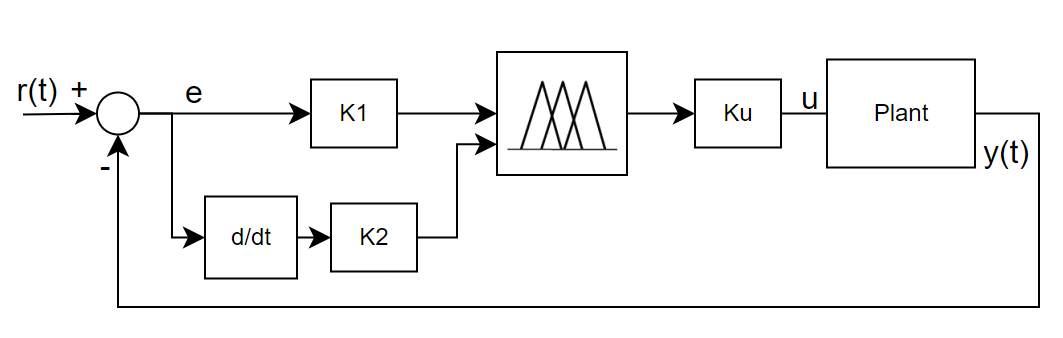 r(t) +
e
K1
Ku
u
Plant
y(t)
-
d/dt
K2